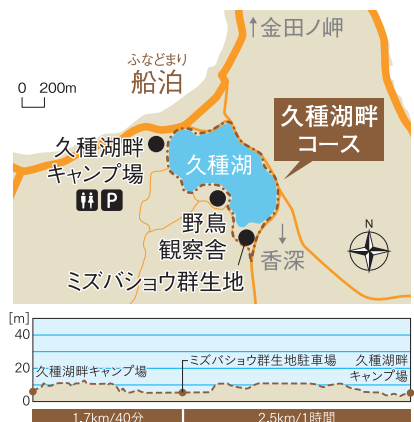 ↑金田ノ岬
ふなどまり
船泊
0 200m
久種湖畔
コース
久種湖畔
キャンプ場
P
久種湖
野鳥
観察舎
N
↓
香深
ミズバショウ群生地
[m]
40
20
0
久種湖畔キャンプ場
ミズバショウ群生地駐車場
久種湖畔
キャンプ場
1.7km/40分
2.5km/1時間